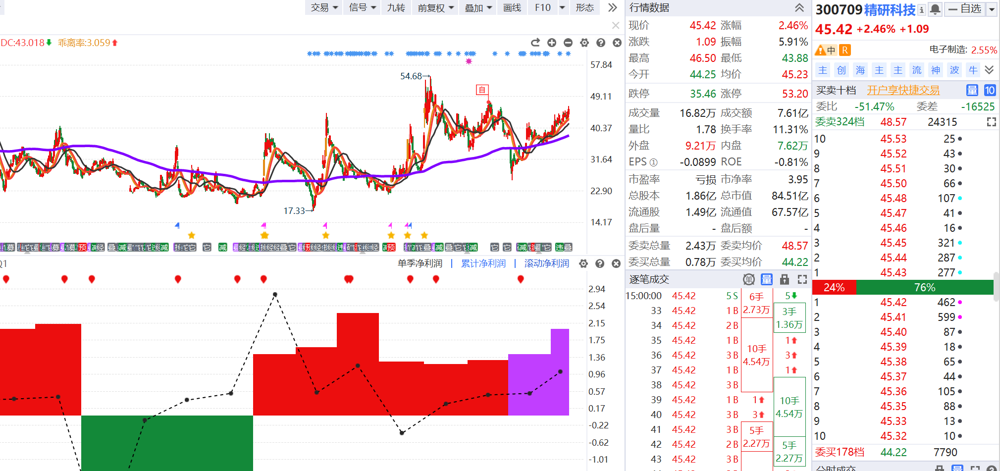 交易 信号 九转 前复权 叠加 画线 F10 形态
DC:43.018 乖离率:3.059
57.84
54.68
49.11
自
40.37
31.64
22.90
17.33
14.17
Q1
单季净利润 | 累计净利润 | 滚动净利润
2.94
2.54
2.15
1.75
1.36
0.96
0.57
0.17
-0.22
-0.62
-1.01
行情数据
现价 45.42 涨幅 2.46%
涨跌 1.09 振幅 5.91%
最高 46.50 最低 43.88
今开 44.25 均价 45.23
跌停 35.46 涨停 53.20
成交量 16.82万 成交额 7.61亿
量比 1.78 换手率 11.31%
外盘 9.21万 内盘 7.62万
EPS ① -0.0899 ROE -0.81%
市盈率 亏损 市净率 3.95
总股本 1.86亿 总市值 84.51亿
流通股 1.49亿 流通值 67.57亿
盘后量 - 盘后额 -
委卖总量 2.43万 委卖均价 48.57
委买总量 0.78万 委买均价 44.22
逐笔成交 单 量
15:00:00 45.42 5 S
33 45.42 1 B
34 45.42 2 B
35 45.42 1 B
36 45.42 3 B
37 45.42 1 B
38 45.42 3 B
39 45.42 1 B
40 45.42 3 B
41 45.42 3 B
42 45.42 2 B
43 45.42 3 B
6手
2.73万
10手
4.54万
1
3
5手
2.27万
5
3手
1.36万
1
3
1
10手
4.54万
5手
2.27万
300709 精研科技 自选
45.42 +2.46% +1.09
中 R 电子制造: 2.55%
主 创 海 主 主 流 神 波 牛
买卖十档 开户享快捷交易 量 10
委比 -51.47% 委差 -16525
委卖324档 48.57 24315
10 45.53 25
9 45.52 43
8 45.51 30
7 45.50 66
6 45.48 107
5 45.47 41
4 45.46 16
3 45.45 321
2 45.44 287
1 45.43 277
24% 76%
1 45.42 462
2 45.41 599
3 45.40 87
4 45.39 18
5 45.38 65
6 45.37 44
7 45.36 105
8 45.35 88
9 45.33 13
10 45.32 10
委买178档 44.22 7790
分时成交 量